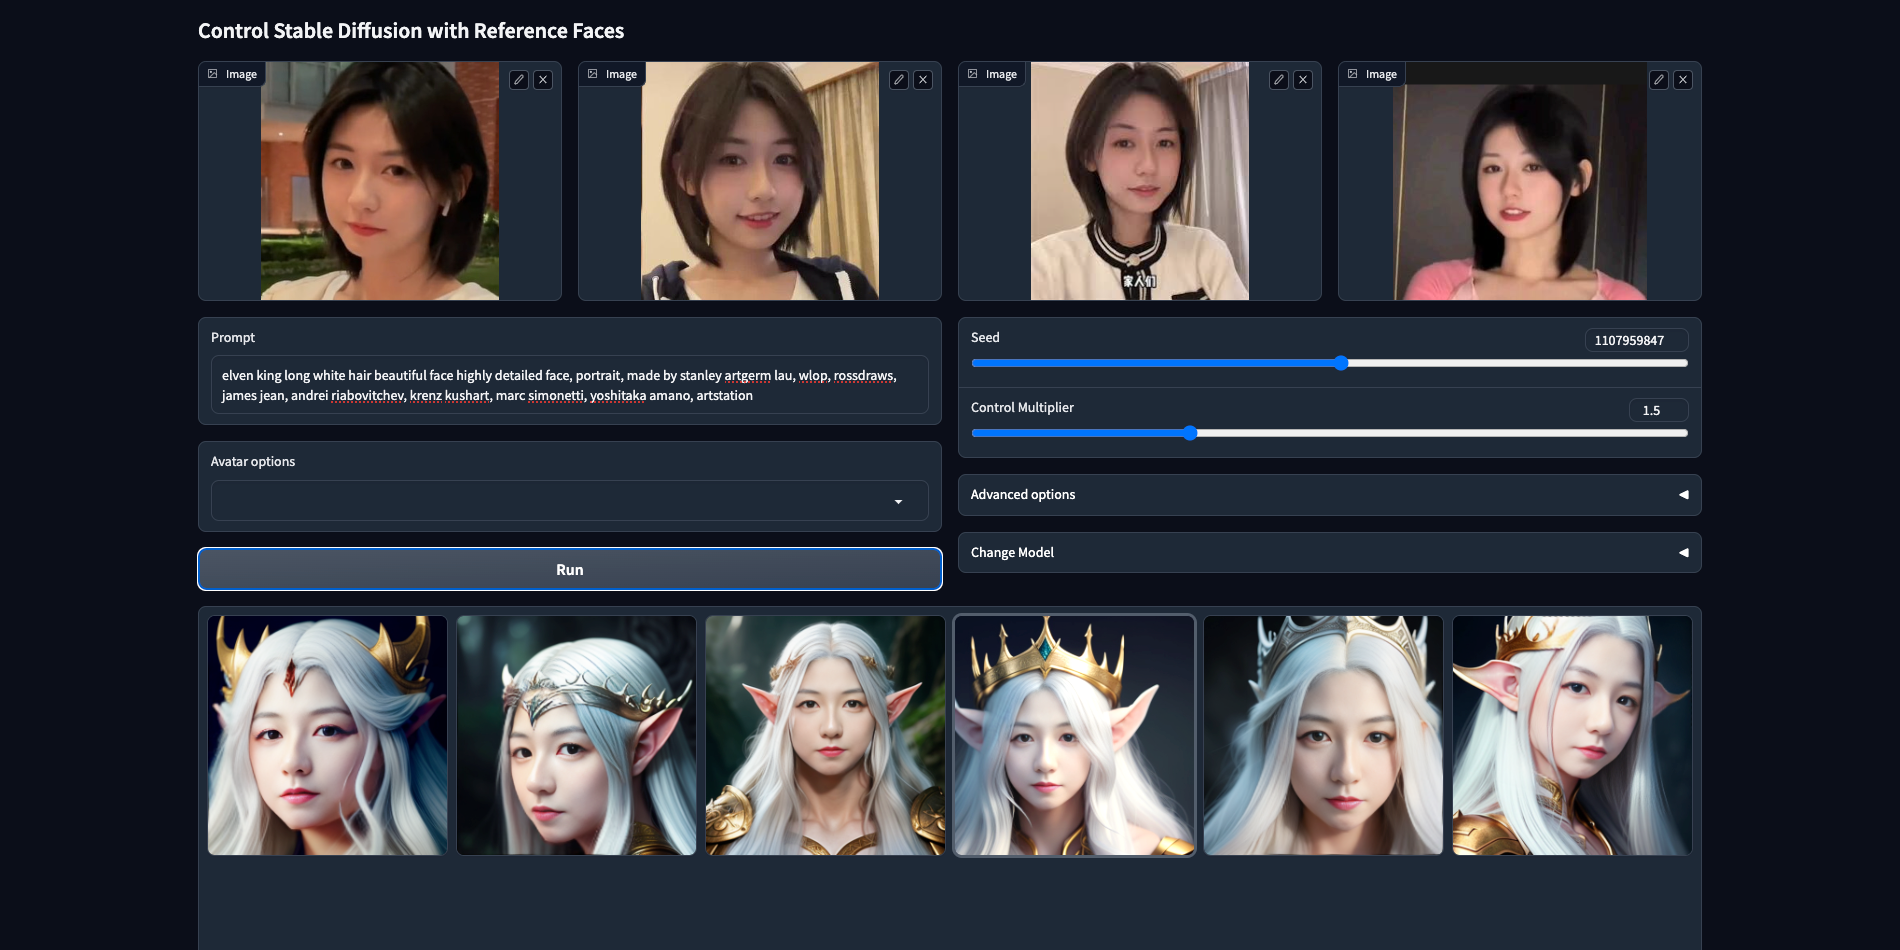 Control Stable Diffusion with Reference Faces
Image
Image
Image
Image
家人们
Prompt
elven king long white hair beautiful face highly detailed face, portrait, made by stanley artgerm lau, wlop, rossdraws,
james jean, andrei riabovitchev, krenz kushart, marc simonetti, yoshitaka amano, artstation
Seed
1107959847
Control Multiplier
1.5
Avatar options
Advanced options
Change Model
Run